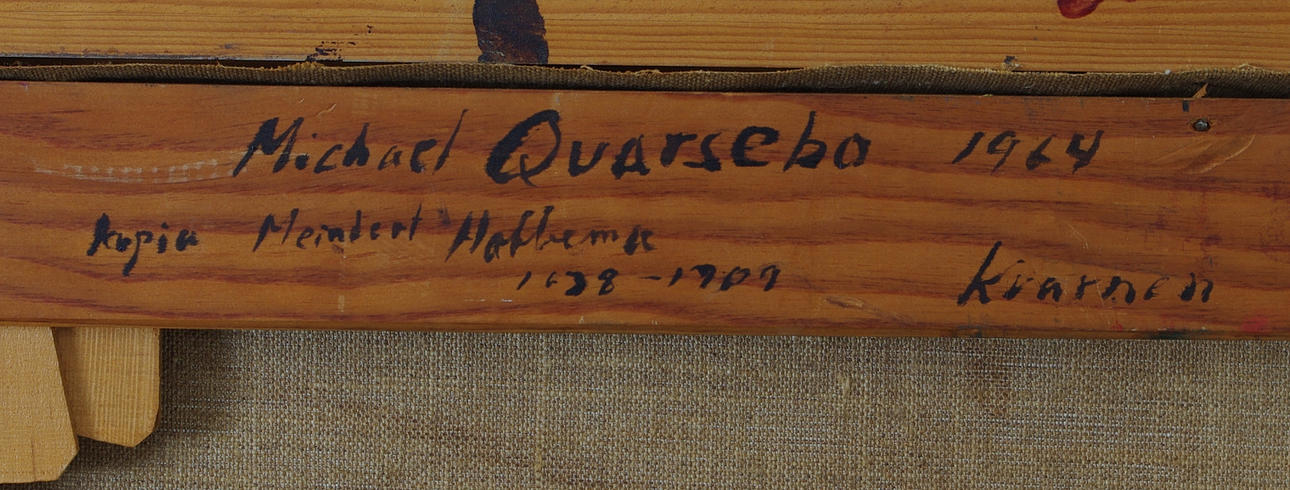 Michael Quarsebo 1964
Kopia Meindert Hobbema
1638-1709
Kvarnen